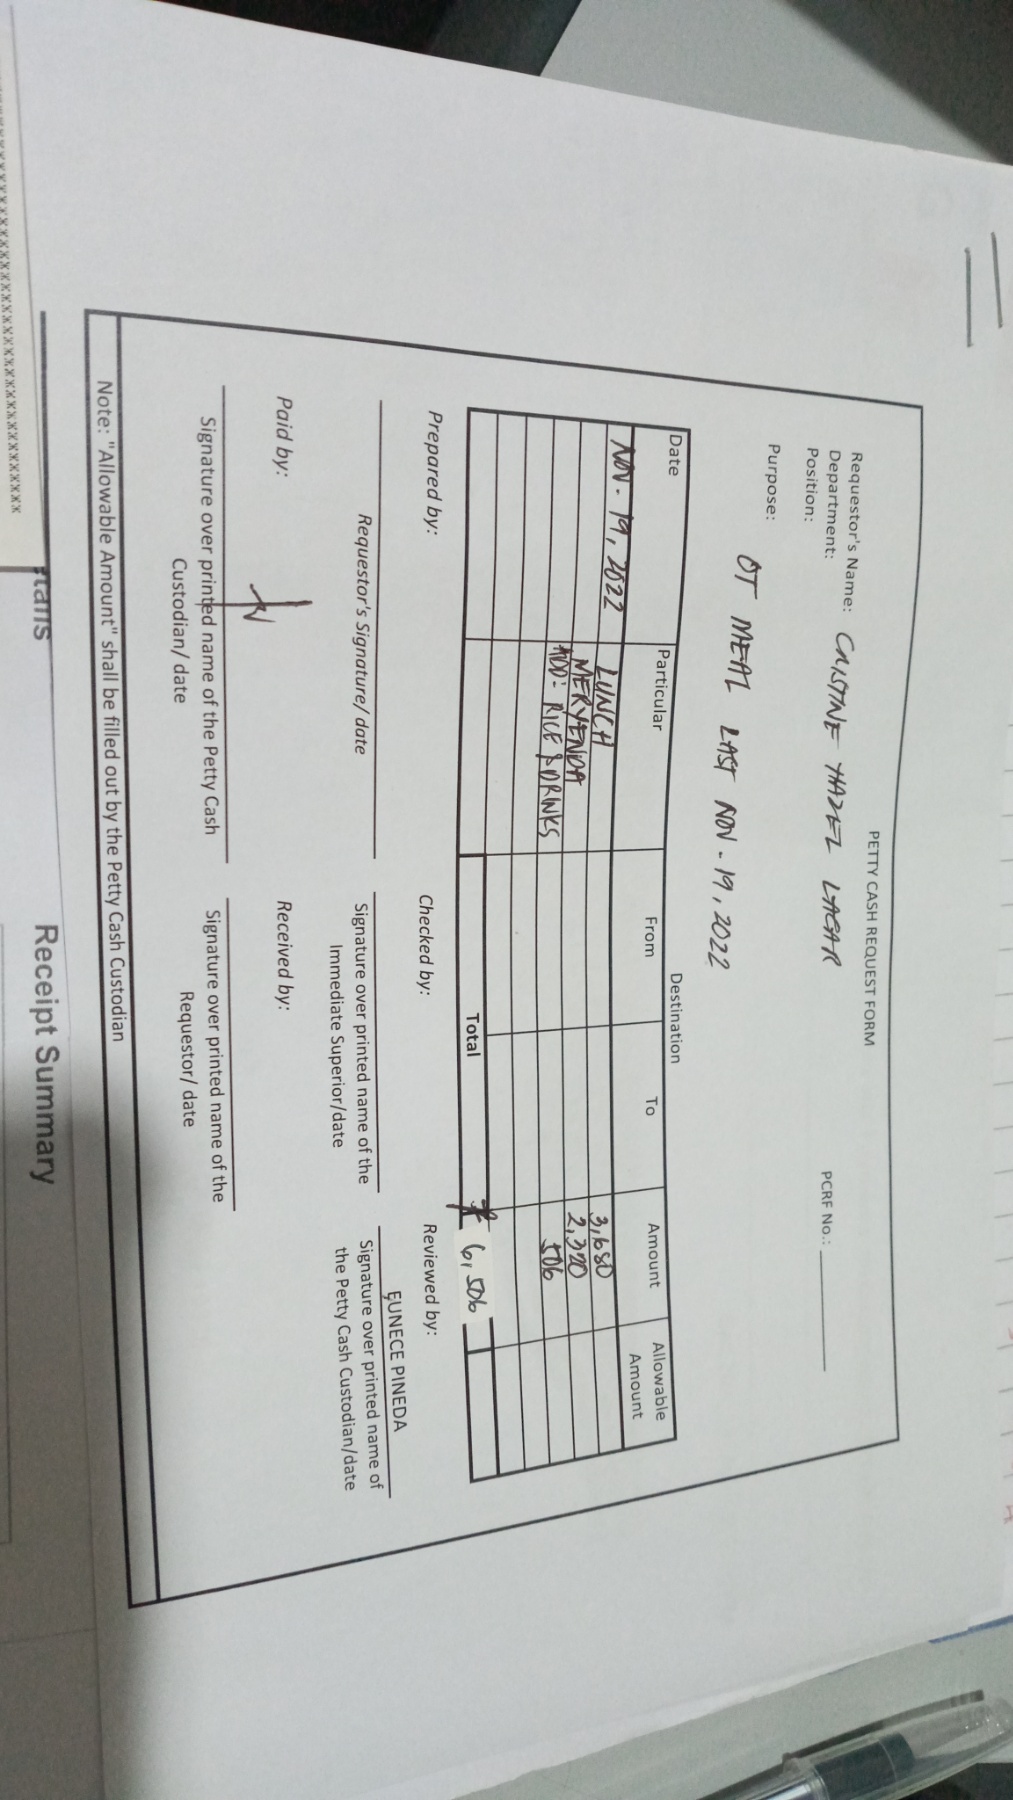 PETTY CASH REQUEST FORM
Requestor's Name: CRISTINE HAZEL LAGAR
Department:
Position:
PCRF No.:
Purpose: OT MEAL LAST NOV - 19, 2022
Date Particular Destination Amount Allowable Amount
From To
NOV - 19, 2022 LUNCH 3,680
MERYENDA 2,320
ADD: RICE & DRINKS 506
Total 6,506
Prepared by: Checked by: Reviewed by:
EUNECE PINEDA
Requestor's Signature/ date Signature over printed name of the Immediate Superior/date Signature over printed name of the Petty Cash Custodian/date
Paid by: Received by:
Signature over printed name of the Petty Cash Custodian/ date Signature over printed name of the Requestor/ date
Note: "Allowable Amount" shall be filled out by the Petty Cash Custodian
Receipt Summary